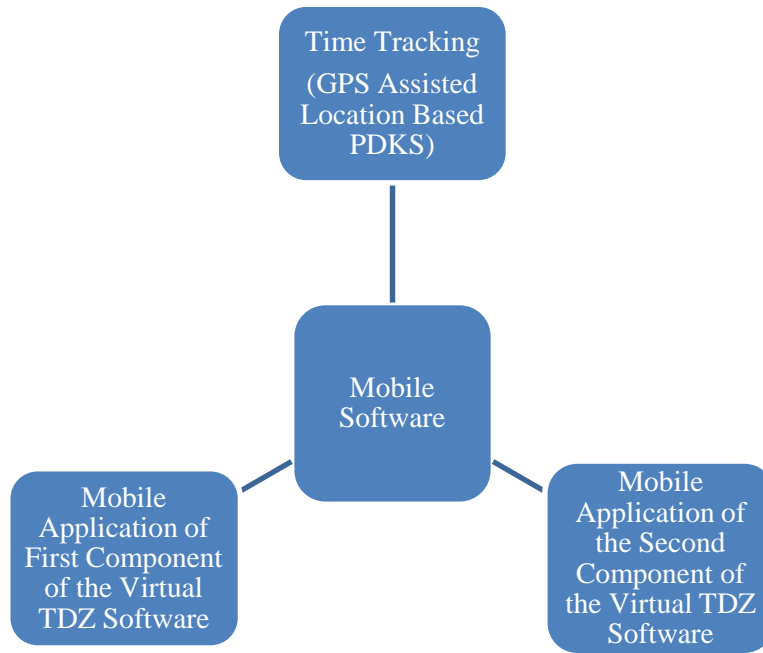 Time Tracking
(GPS Assisted
Location Based
PDKS)
Mobile
Software
Mobile
Application of
First Component
of the Virtual
TDZ Software
Mobile
Application of
the Second
Component of
the Virtual TDZ
Software